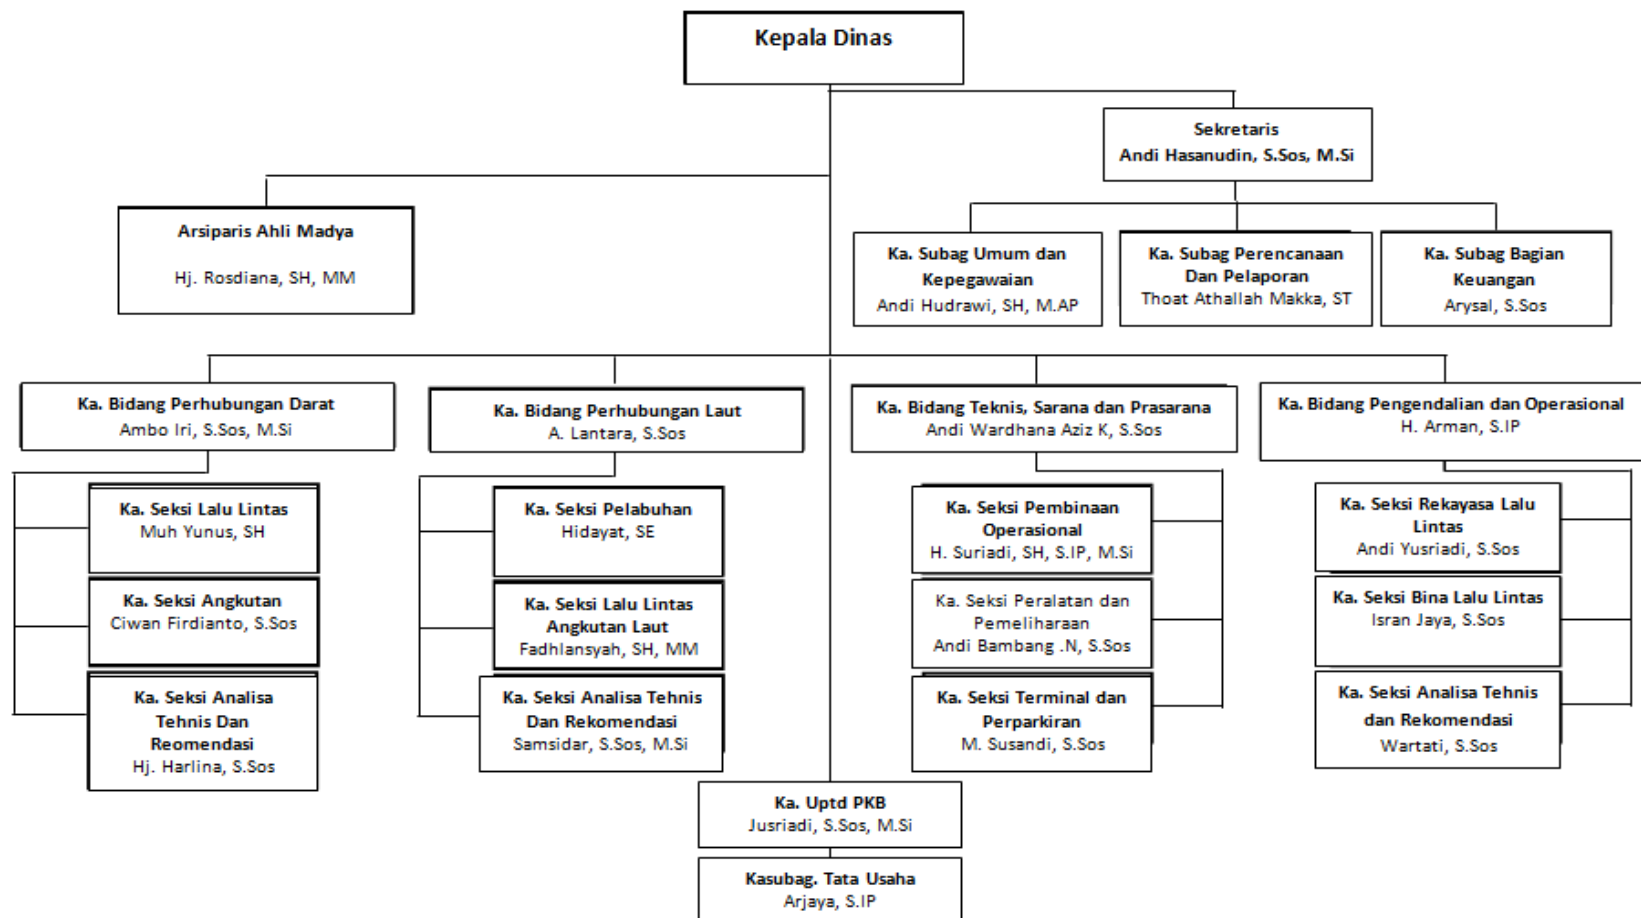 Kepala Dinas
Sekretaris
Andi Hasanudin, S.Sos, M.Si
Arsiparis Ahli Madya
Hj. Rosdiana, SH, MM
Ka. Subag Umum dan
Kepegawaian
Andi Hudrawi, SH, M.AP
Ka. Subag Perencanaan
Dan Pelaporan
Thoat Athallah Makka, ST
Ka. Subag Bagian
Keuangan
Arysal, S.Sos
Ka. Bidang Perhubungan Darat
Ambo Iri, S.Sos, M.Si
Ka. Bidang Perhubungan Laut
A. Lantara, S.Sos
Ka. Bidang Teknis, Sarana dan Prasarana
Andi Wardhana Aziz K, S.Sos
Ka. Bidang Pengendalian dan Operasional
H. Arman, S.IP
Ka. Seksi Lalu Lintas
Muh Yunus, SH
Ka. Seksi Angkutan
Ciwan Firdianto, S.Sos
Ka. Seksi Analisa
Tehnis Dan
Reomendasi
Hj. Harlina, S.Sos
Ka. Seksi Pelabuhan
Hidayat, SE
Ka. Seksi Lalu Lintas
Angkutan Laut
Fadhlansyah, SH, MM
Ka. Seksi Analisa Tehnis
Dan Rekomendasi
Samsidar, S.Sos, M.Si
Ka. Seksi Pembinaan
Operasional
H. Suriadi, SH, S.IP, M.Si
Ka. Seksi Peralatan dan
Pemeliharaan
Andi Bambang .N, S.Sos
Ka. Seksi Terminal dan
Perparkiran
M. Susandi, S.Sos
Ka. Seksi Rekayasa Lalu
Lintas
Andi Yusriadi, S.Sos
Ka. Seksi Bina Lalu Lintas
Isran Jaya, S.Sos
Ka. Seksi Analisa Tehnis
dan Rekomendasi
Wartati, S.Sos
Ka. Uptd PKB
Jusriadi, S.Sos, M.Si
Kasubag. Tata Usaha
Arjaya, S.IP